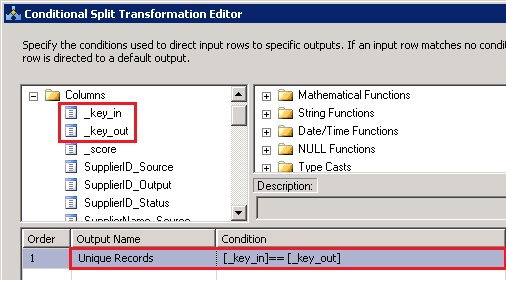 Conditional Split Transformation Editor
Specify the conditions used to direct input rows to specific outputs. If an input row matches no condi
row is directed to a default output.
Columns
_key_in
_key_out
_score
SupplierID_Source
SupplierID_Output
SupplierID_Status
SupplierName_Source
Mathematical Functions
String Functions
Date/Time Functions
NULL Functions
Type Casts
Description:
Order Output Name Condition
1 Unique Records [_key_in]== [_key_out]